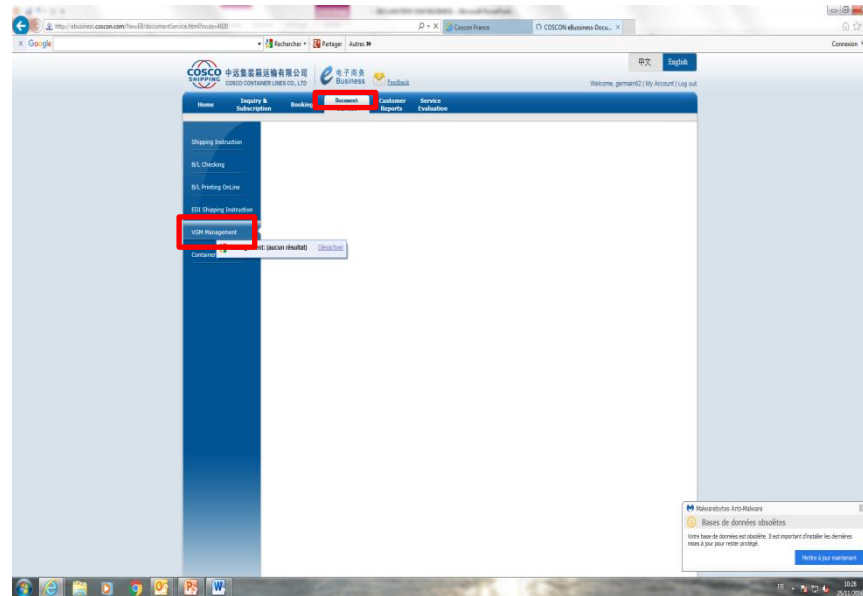 http://ebusiness.coscon.com/NewEB/documentService.html?node=4020
Coscon France
COSCON eBusiness-Docu...
X Google
Rechercher
Partager
Autres »
Connexion
中文
English
COSCO
SHIPPING
中远集装箱运输有限公司
COSCO CONTAINER LINES CO., LTD
电子商务
Business
Feedback
Welcome, germain02 | My Account | Log out
Home
Inquiry &
Subscription
Booking
Document
Customer
Reports
Service
Evaluation
Shipping Instruction
B/L Checking
B/L Printing OnLine
EDI Shipping Instruction
VGM Management
(aucun résultat)
Désactiver
Container
Malwarebytes Anti-Malware
Bases de données obsolètes
Votre base de données est obsolète. Il est important d'installer les dernières
mises à jour pour rester protégé.
Mettre à jour maintenant
FR
10:28